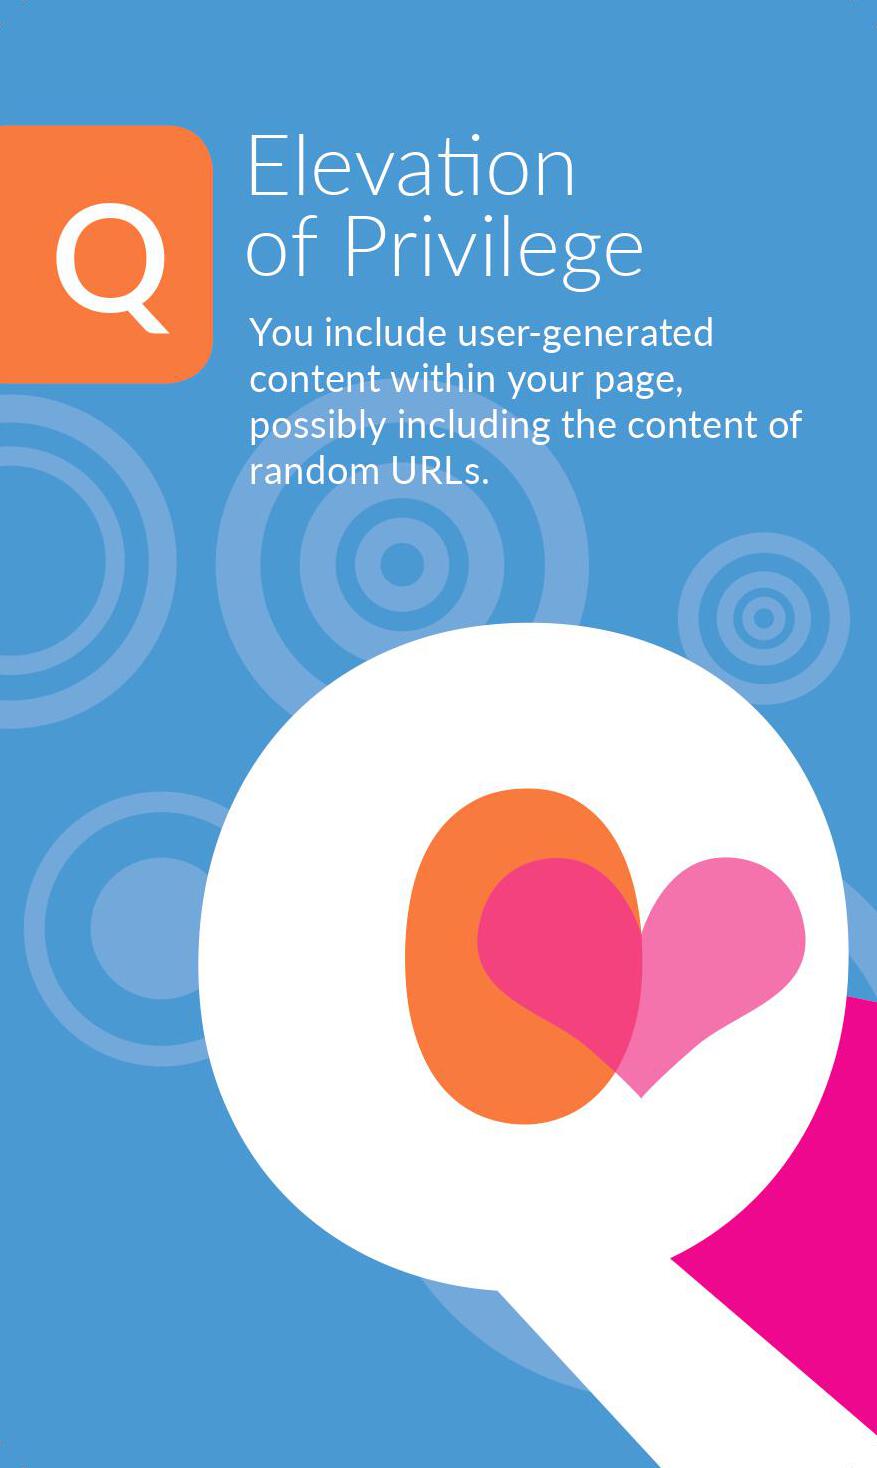 Q
Elevation
of Privilege
You include user-generated
content within your page,
possibly including the content of
random URLs.
Q